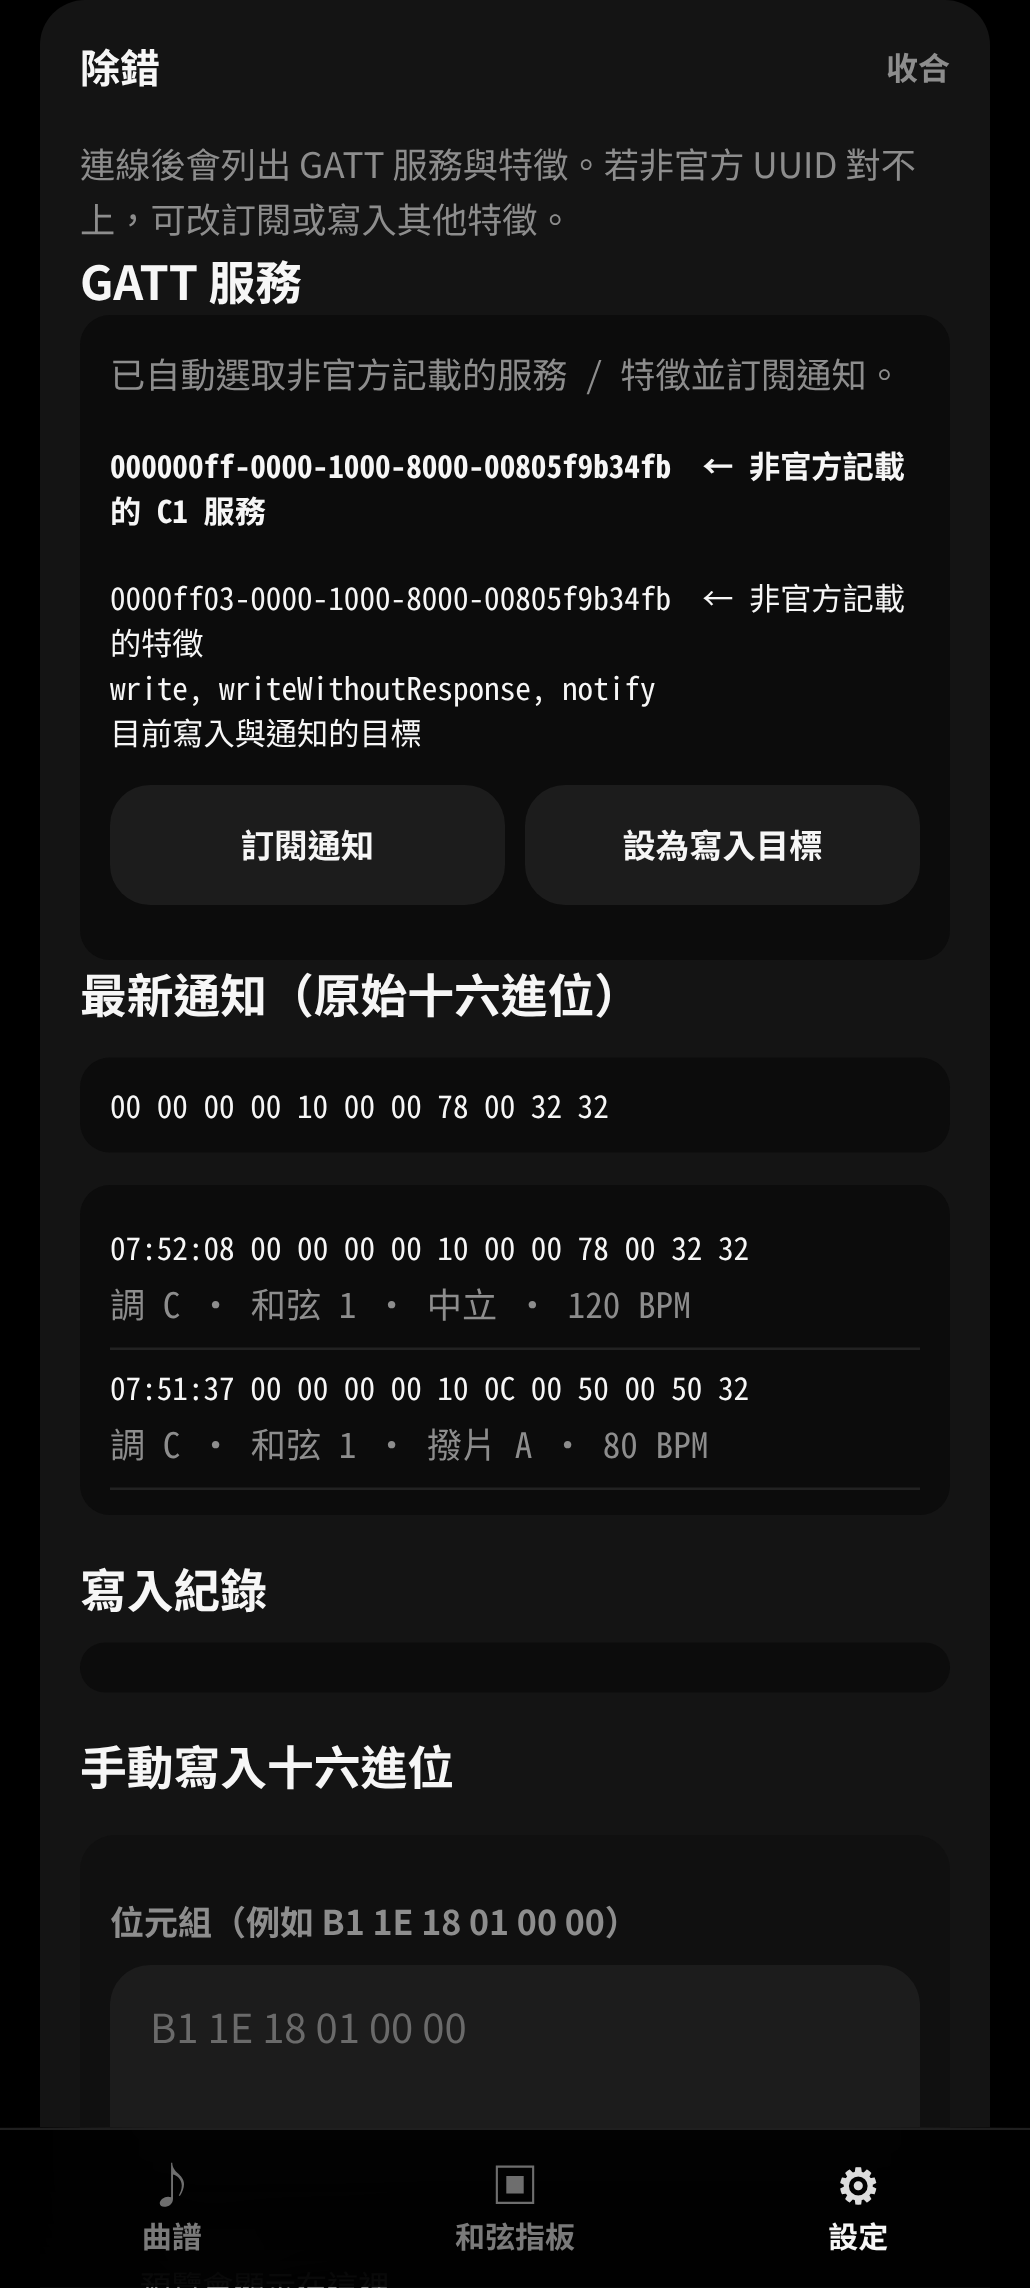 除錯
收合
連線後會列出 GATT 服務與特徵。若非官方 UUID 對不
上，可改訂閱或寫入其他特徵。
GATT 服務
已自動選取非官方記載的服務 / 特徵並訂閱通知。
000000ff-0000-1000-8000-00805f9b34fb ← 非官方記載
的 C1 服務
0000ff03-0000-1000-8000-00805f9b34fb ← 非官方記載
的特徵
write, writeWithoutResponse, notify
目前寫入與通知的目標
訂閱通知
設為寫入目標
最新通知（原始十六進位）
00 00 00 00 10 00 00 78 00 32 32
07:52:08 00 00 00 00 10 00 00 78 00 32 32
調 C · 和弦 1 · 中立 · 120 BPM
07:51:37 00 00 00 00 10 0C 00 50 00 50 32
調 C · 和弦 1 · 撥片 A · 80 BPM
寫入紀錄
手動寫入十六進位
位元組（例如 B1 1E 18 01 00 00）
B1 1E 18 01 00 00
曲譜
和弦指板
設定